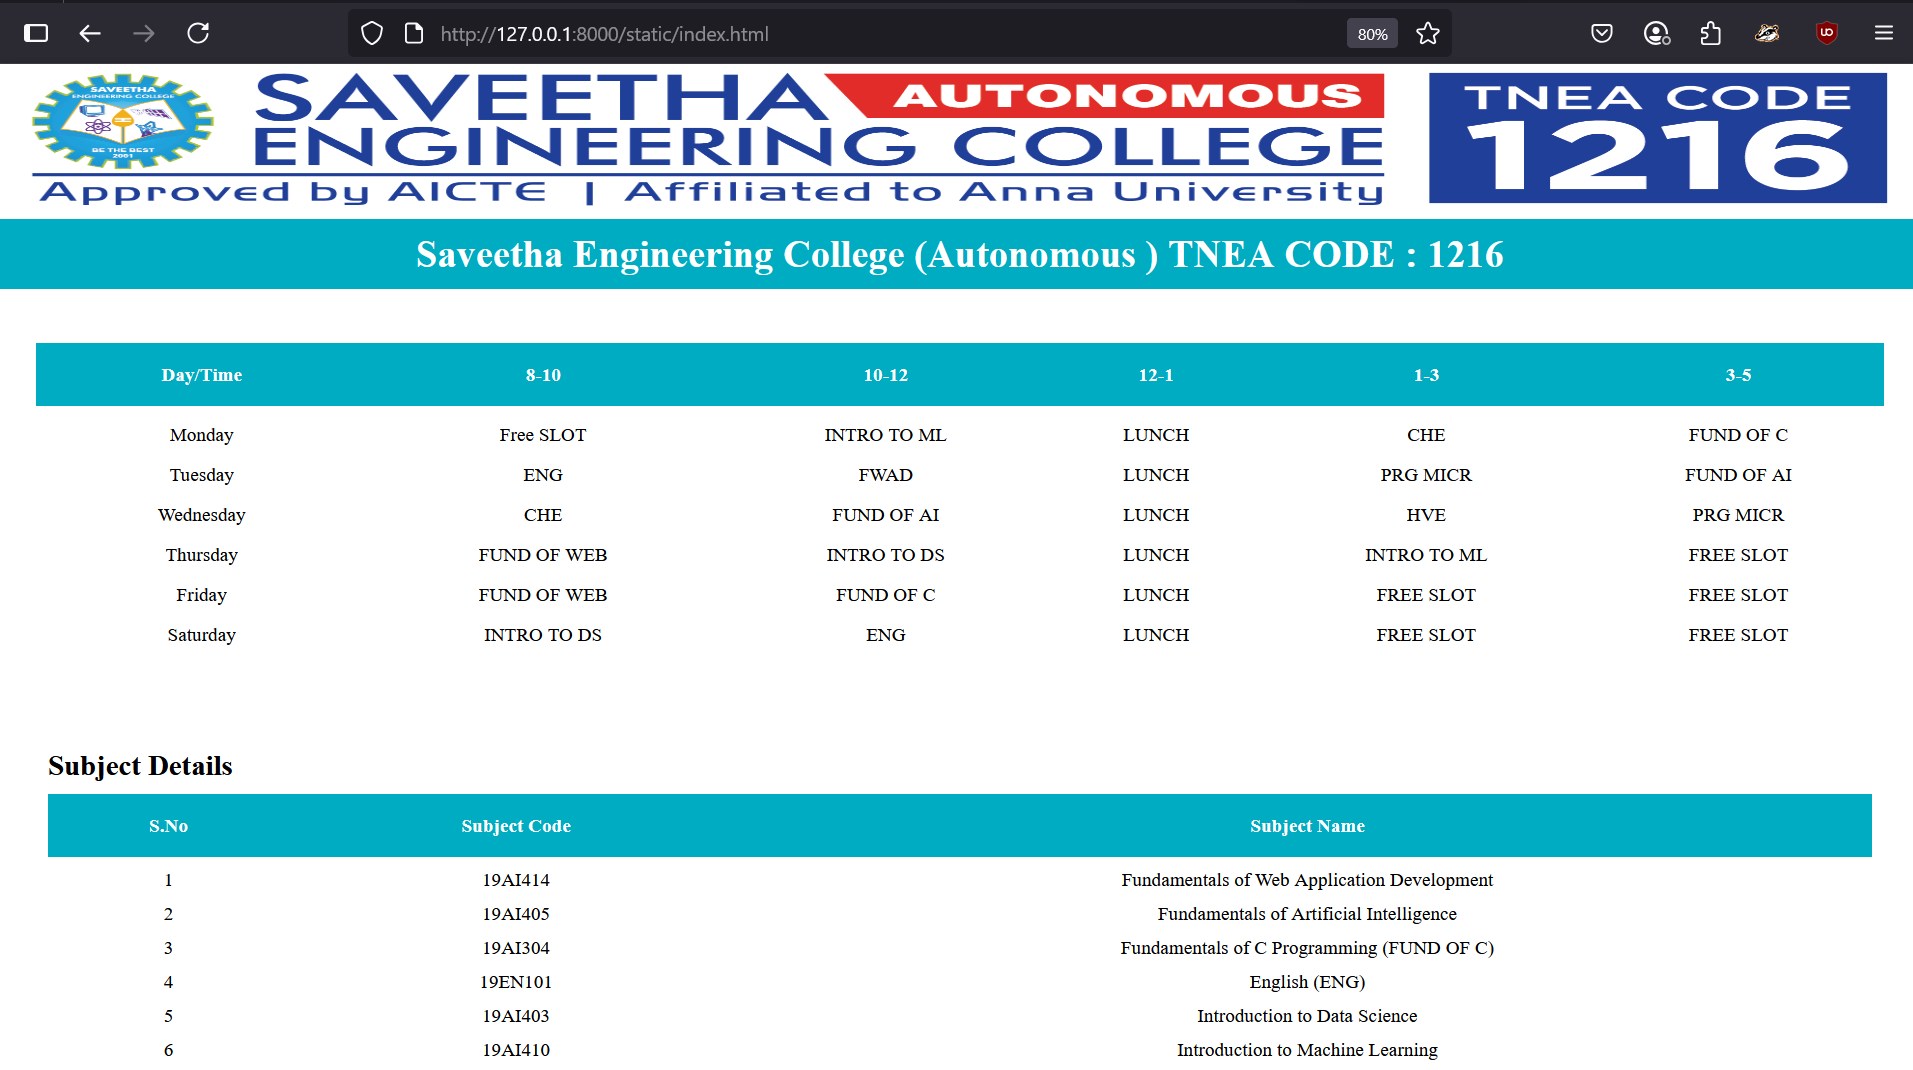 http://127.0.0.1:8000/static/index.html 80%
SAVEETHA
ENGINEERING COLLEGE
BE THE BEST
2001
SAVEETHA AUTONOMOUS
ENGINEERING COLLEGE
Approved by AICTE | Affiliated to Anna University
TNEA CODE
1216
Saveetha Engineering College (Autonomous ) TNEA CODE : 1216
Day/Time 8-10 10-12 12-1 1-3 3-5
Monday Free SLOT INTRO TO ML LUNCH CHE FUND OF C
Tuesday ENG FWAD LUNCH PRG MICR FUND OF AI
Wednesday CHE FUND OF AI LUNCH HVE PRG MICR
Thursday FUND OF WEB INTRO TO DS LUNCH INTRO TO ML FREE SLOT
Friday FUND OF WEB FUND OF C LUNCH FREE SLOT FREE SLOT
Saturday INTRO TO DS ENG LUNCH FREE SLOT FREE SLOT
Subject Details
S.No Subject Code Subject Name
1 19AI414 Fundamentals of Web Application Development
2 19AI405 Fundamentals of Artificial Intelligence
3 19AI304 Fundamentals of C Programming (FUND OF C)
4 19EN101 English (ENG)
5 19AI403 Introduction to Data Science
6 19AI410 Introduction to Machine Learning